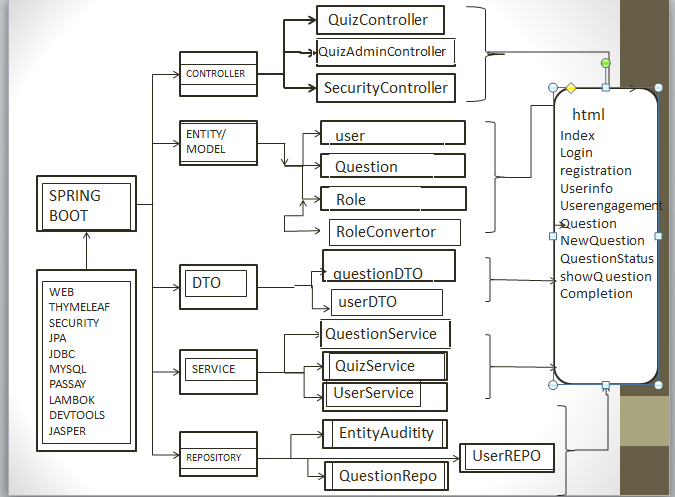 SPRING
BOOT
WEB
THYMELEAF
SECURITY
JPA
JDBC
MYSQL
PASSAY
LAMBOK
DEVTOOLS
JASPER
CONTROLLER
QuizController
QuizAdminController
SecurityController
ENTITY/
MODEL
user
Question
Role
RoleConvertor
DTO
questionDTO
userDTO
SERVICE
QuestionService
QuizService
UserService
REPOSITORY
EntityAuditity
QuestionRepo
UserREPO
html
Index
Login
registration
Userinfo
Userengagement
Question
NewQuestion
QuestionStatus
showQuestion
Completion